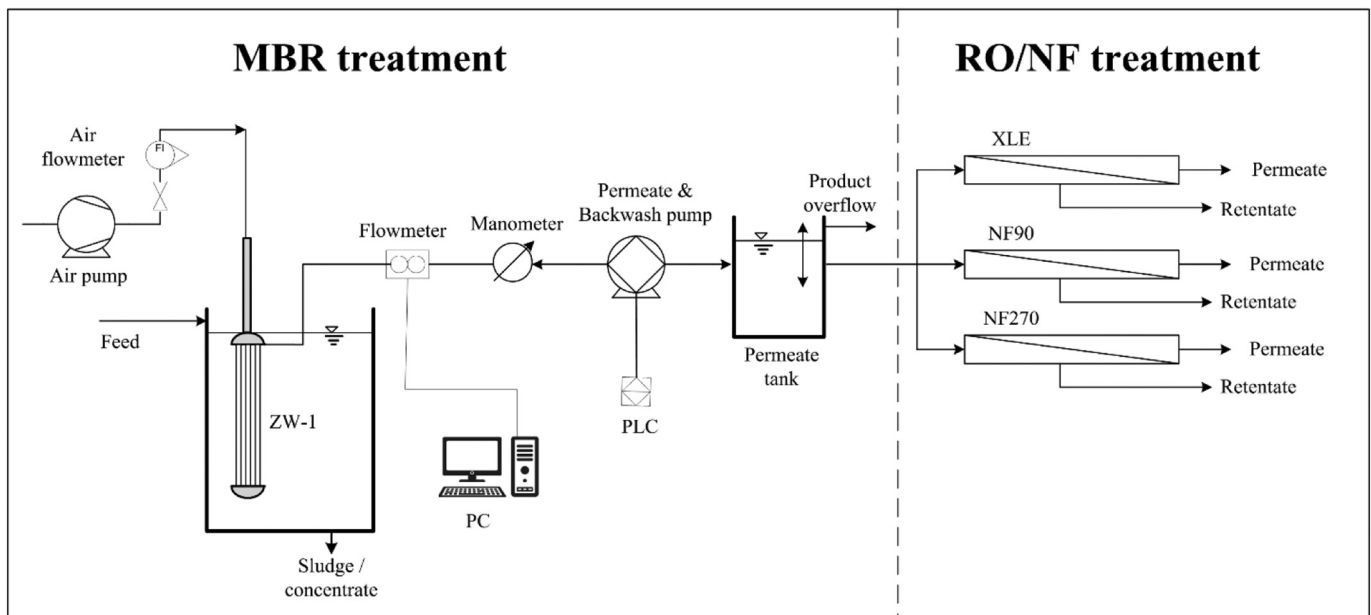 MBR treatment
RO/NF treatment
Air
flowmeter
FI
Air pump
Feed
ZW-1
Sludge /
concentrate
Flowmeter
Manometer
PC
Permeate &
Backwash pump
PLC
Product
overflow
Permeate
tank
XLE
Permeate
Retentate
NF90
Permeate
Retentate
NF270
Permeate
Retentate